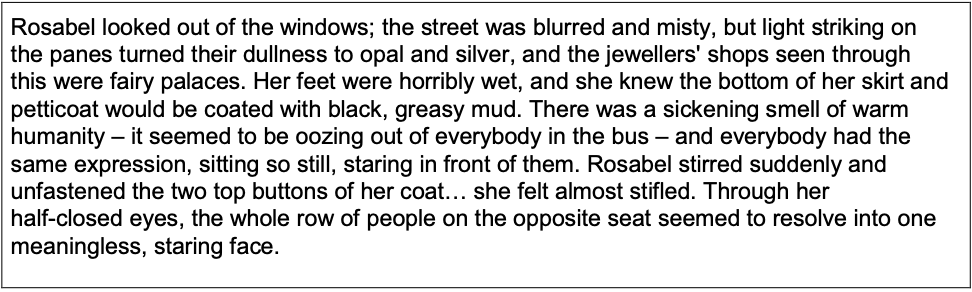 Rosabel looked out of the windows; the street was blurred and misty, but light striking on
the panes turned their dullness to opal and silver, and the jewellers' shops seen through
this were fairy palaces. Her feet were horribly wet, and she knew the bottom of her skirt and
petticoat would be coated with black, greasy mud. There was a sickening smell of warm
humanity – it seemed to be oozing out of everybody in the bus – and everybody had the
same expression, sitting so still, staring in front of them. Rosabel stirred suddenly and
unfastened the two top buttons of her coat… she felt almost stifled. Through her
half-closed eyes, the whole row of people on the opposite seat seemed to resolve into one
meaningless, staring face.